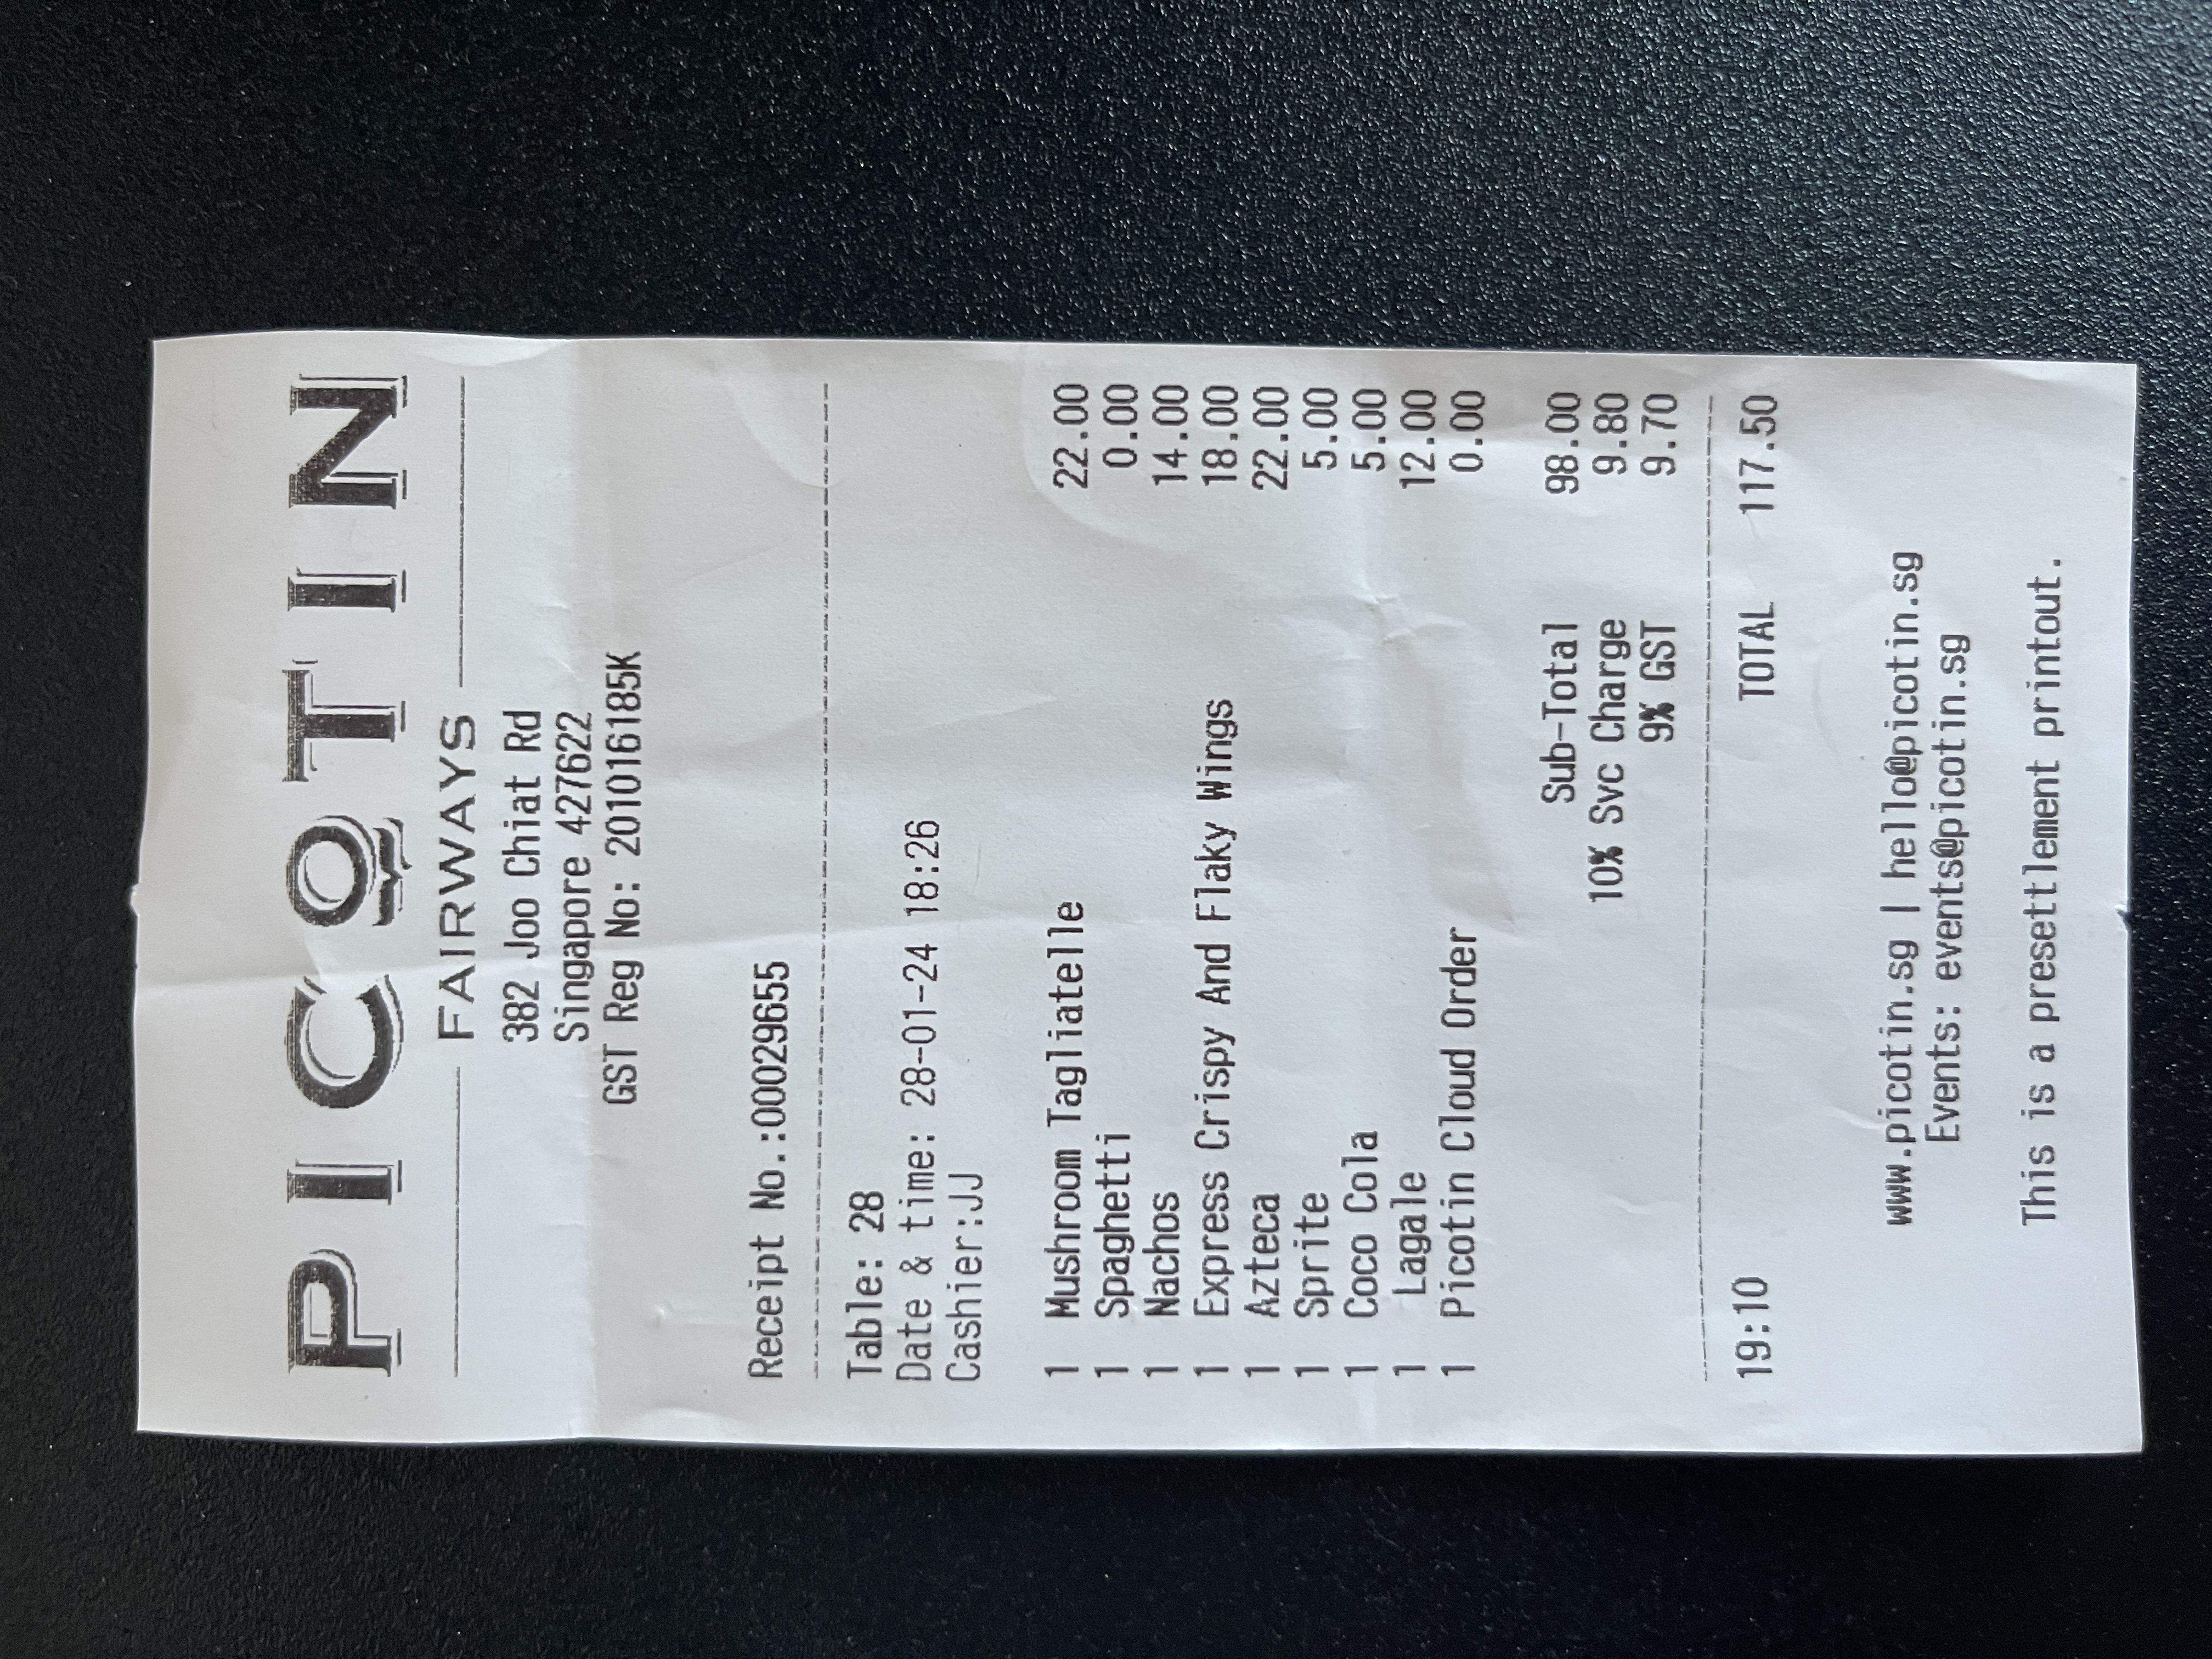 PICOTIN
FAIRWAYS
382 Joo Chiat Rd
Singapore 427622
GST Reg No: 201016185K
Receipt No.:00029655
Table: 28
Date & time: 28-01-24 18:26
Cashier:JJ
1 Mushroom Tagliatelle 22.00
1 Spaghetti 0.00
1 Nachos 14.00
1 Express Crispy And Flaky Wings 18.00
1 Azteca 22.00
1 Sprite 5.00
1 Coco Cola 5.00
1 Lagale 12.00
1 Picotin Cloud Order 0.00
Sub-Total 98.00
10% Svc Charge 9.80
9% GST 9.70
19:10 TOTAL 117.50
www.picotin.sg | hello@picotin.sg
Events: events@picotin.sg
This is a presettlement printout.